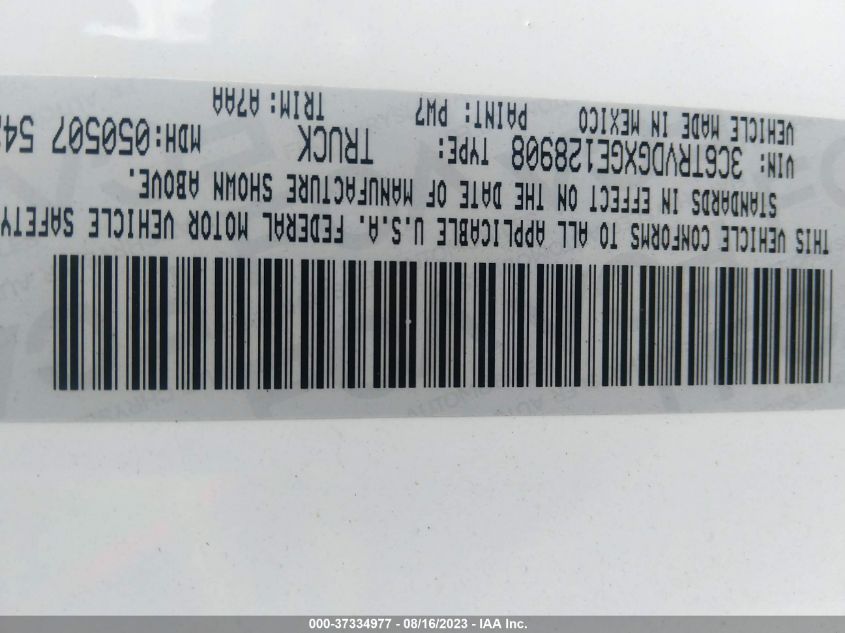 THIS VEHICLE CONFORMS TO ALL APPLICABLE U.S.A. FEDERAL MOTOR VEHICLE SAFETY
STANDARDS IN EFFECT ON THE DATE OF MANUFACTURE SHOWN ABOVE.
VIN: 3C6TRVDGXGE128908 TYPE: TRUCK MDH:050507 54
VEHICLE MADE IN MEXICO PAINT: PW7 TRIM: A7AA
000-37334977 - 08/16/2023 - IAA Inc.